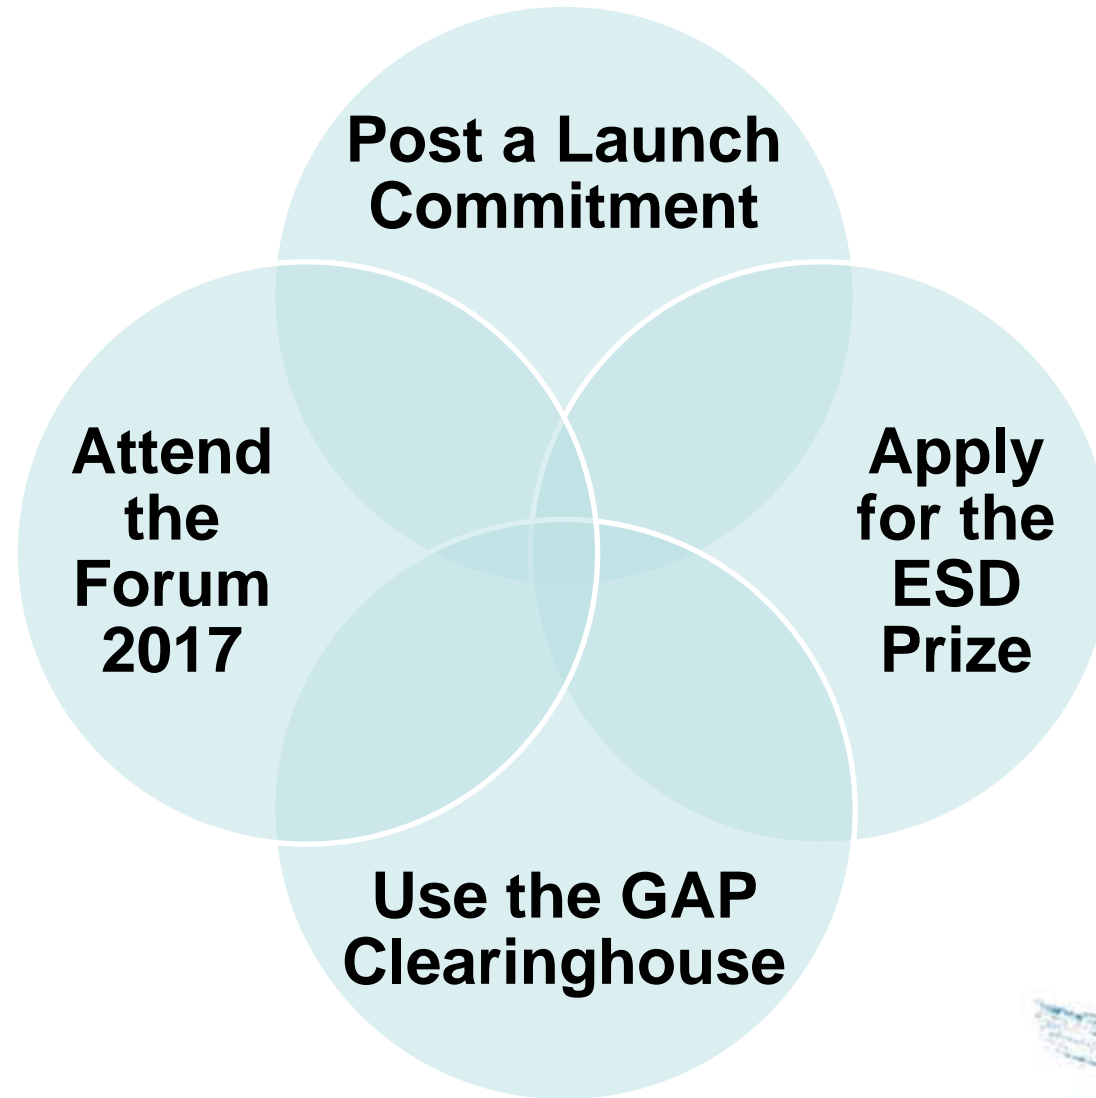 Post a Launch
Commitment
Attend
the
Forum
2017
Apply
for the
ESD
Prize
Use the GAP
Clearinghouse